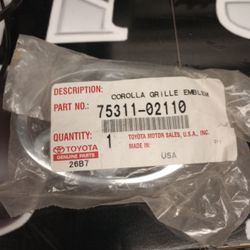 DESCRIPTION:
COROLLA GRILLE EMBLEM
PART NO.: 75311-02110
QUANTITY: 1
TOYOTA MOTOR SALES, U.S.A., INC.
MADE IN: USA
TOYOTA
GENUINE PARTS
26B7